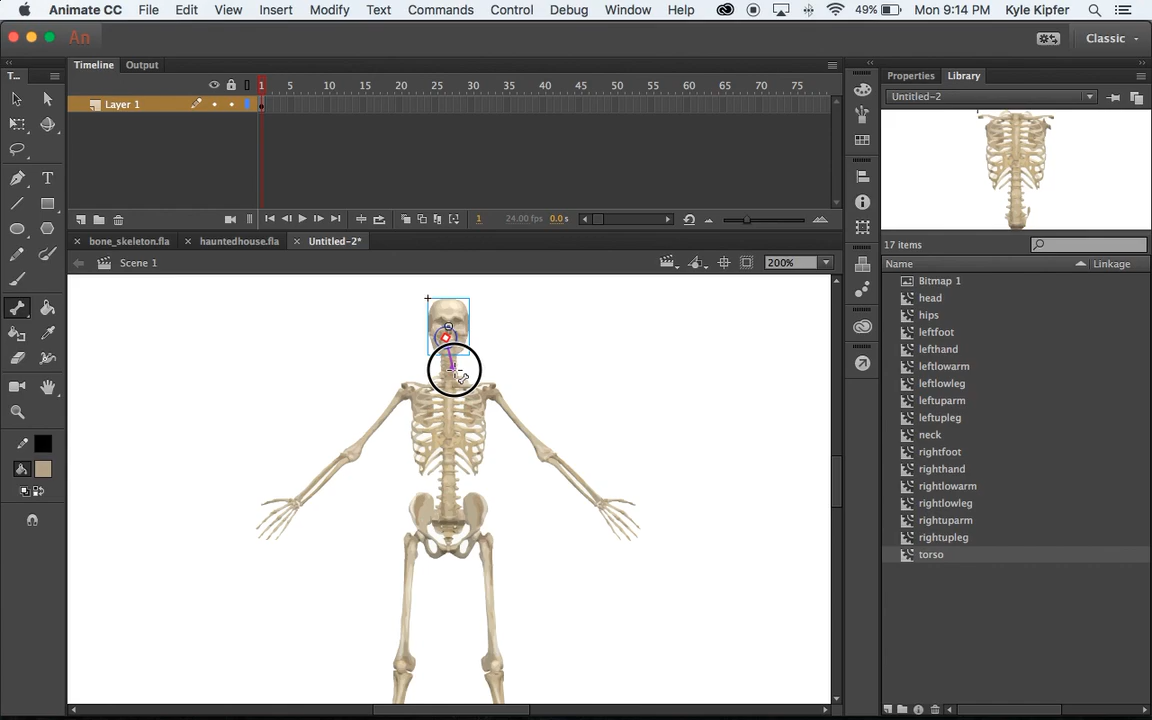 Animate CC File Edit View Insert Modify Text Commands Control Debug Window Help 49% Mon 9:14 PM Kyle Kipfer
An Classic
Timeline Output
T...
Properties Library
1 5 10 15 20 25 30 35 40 45 50 55 60 65 70 75
Untitled-2
Layer 1
1 24.00 fps 0.0 s
bone_skeleton.fla hauntedhouse.fla Untitled-2*
17 items
Scene 1 200%
Name Linkage
Bitmap 1
head
hips
leftfoot
lefthand
leftlowarm
leftlowleg
leftuparm
leftupleg
neck
rightfoot
righthand
rightlowarm
rightlowleg
rightuparm
rightupleg
torso